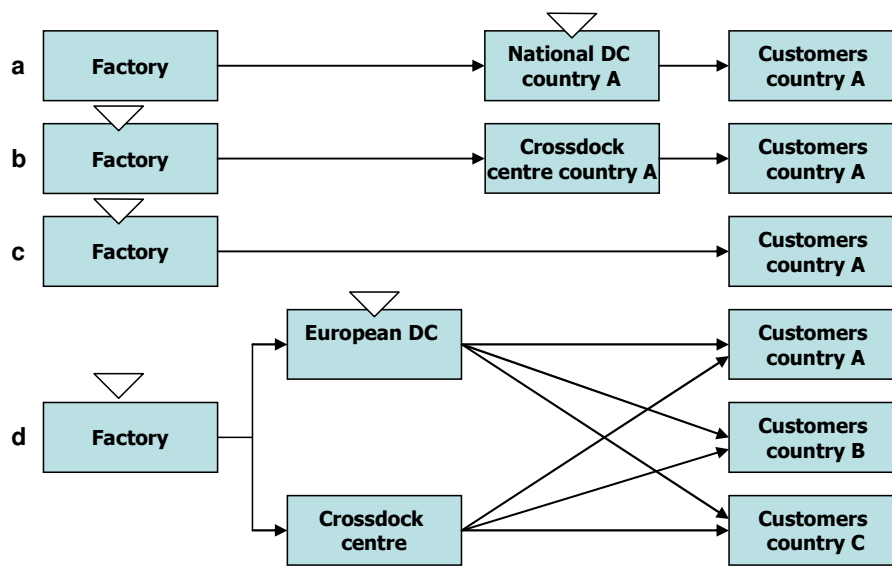 a
Factory
National DC
country A
Customers
country A
b
Factory
Crossdock
centre country A
Customers
country A
c
Factory
Customers
country A
European DC
Customers
country A
d
Factory
Customers
country B
Crossdock
centre
Customers
country C